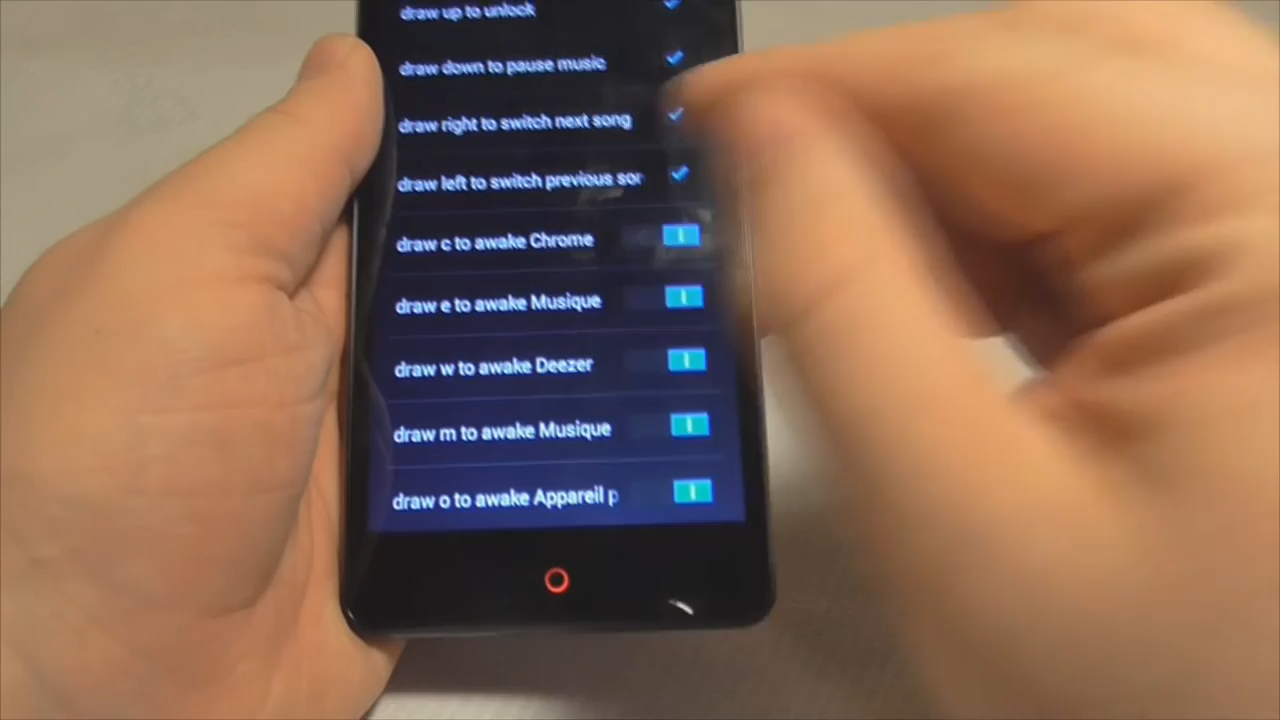 draw up to unlock
draw down to pause music
draw right to switch next song
draw left to switch previous sor
draw c to awake Chrome
draw e to awake Musique
draw w to awake Deezer
draw m to awake Musique
draw o to awake Appareil p